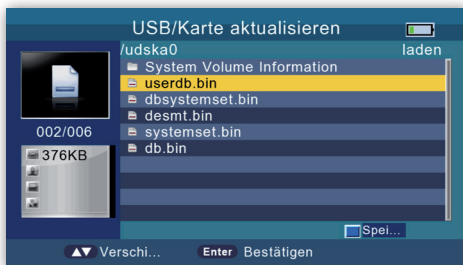 USB/Karte aktualisieren
/udska0 laden
System Volume Information
userdb.bin
dbsystemset.bin
desmt.bin
systemset.bin
db.bin
002/006
376KB
Spei...
Verschi... Enter Bestätigen